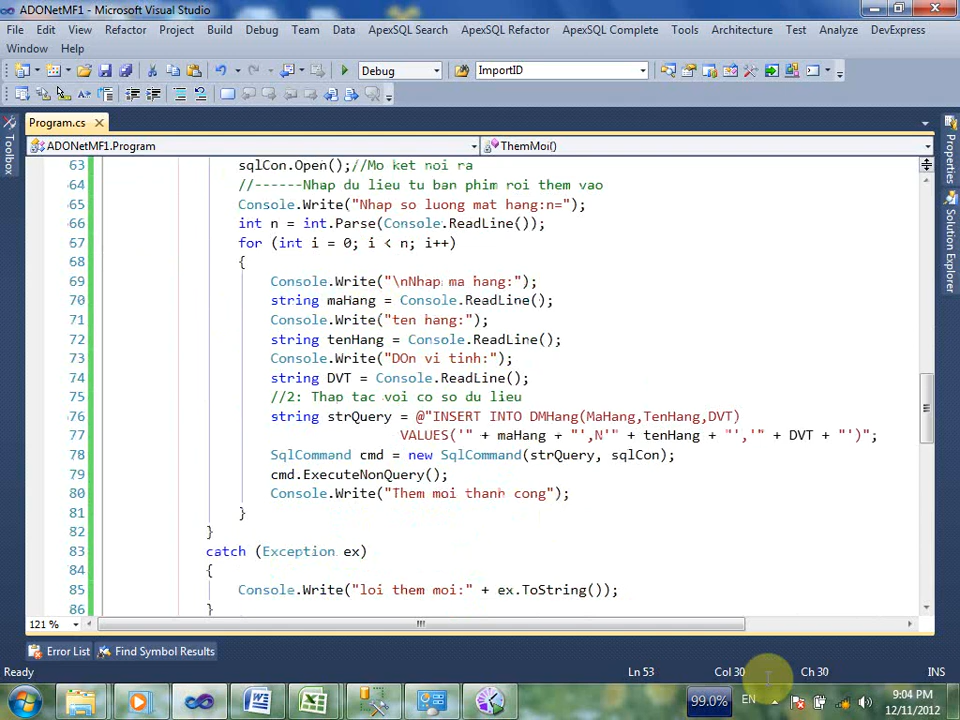 ADONetMF1 - Microsoft Visual Studio
File Edit View Refactor Project Build Debug Team Data ApexSQL Search ApexSQL Refactor ApexSQL Complete Tools Architecture Test Analyze DevExpress
Window Help
Debug ImportID
Program.cs
Toolbox
Properties
Solution Explorer
ADONetMF1.Program ThemMoi()
63 sqlCon.Open();//Mo ket noi ra
64 //------Nhap du lieu tu ban phim roi them vao
65 Console.Write("Nhap so luong mat hang:n=");
66 int n = int.Parse(Console.ReadLine());
67 for (int i = 0; i < n; i++)
68 {
69 Console.Write("\nNhap ma hang:");
70 string maHang = Console.ReadLine();
71 Console.Write("ten hang:");
72 string tenHang = Console.ReadLine();
73 Console.Write("DOn vi tinh:");
74 string DVT = Console.ReadLine();
75 //2: Thap tac voi co so du lieu
76 string strQuery = @"INSERT INTO DMHang(MaHang,TenHang,DVT)
77 VALUES('" + maHang + "',N'" + tenHang + "','" + DVT + "')";
78 SqlCommand cmd = new SqlCommand(strQuery, sqlCon);
79 cmd.ExecuteNonQuery();
80 Console.Write("Them moi thanh cong");
81 }
82 }
83 catch (Exception ex)
84 {
85 Console.Write("loi them moi:" + ex.ToString());
86 }
121 %
Error List Find Symbol Results
Ready Ln 53 Col 30 Ch 30 INS
99.0% EN 9:04 PM
12/11/2012